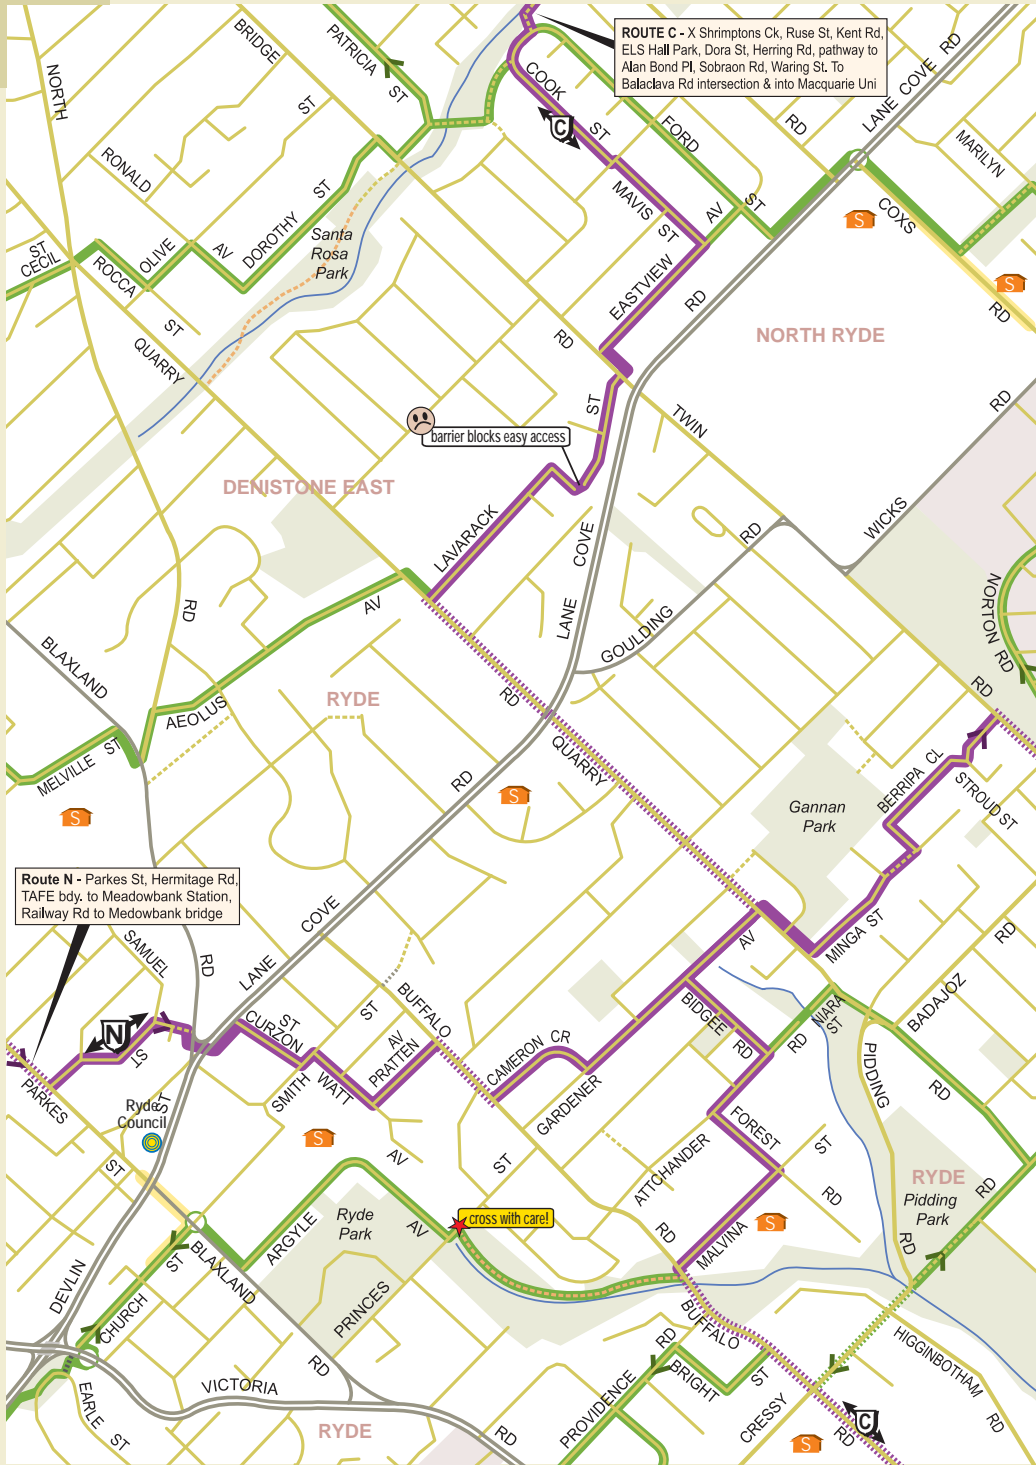 ROUTE C - X Shrimptons Ck, Ruse St, Kent Rd,
ELS Hall Park, Dora St, Herring Rd, pathway to
Alan Bond Pl, Sobraon Rd, Waring St. To
Balaclava Rd intersection & into Macquarie Uni
NORTH
BRIDGE
ST
PATRICIA
ST
COOK
ST
C
FORD
ST
RD
LANE COVE RD
MARILYN
COXS
RD
S
S
RONALD
ST
CECIL
ROCCA
ST
OLIVE
AV
DOROTHY
ST
Santa
Rosa
Park
MAVIS
ST
EASTVIEW
AV
RD
NORTH RYDE
QUARRY
RD
ST
TWIN
RD
barrier blocks easy access
DENISTONE EAST
LAVARACK
COVE
LANE
RD
WICKS
GOULDING
NORTON RD
RD
AV
RD
BLAXLAND
AEOLUS
RYDE
RD
QUARRY
MELVILLE
ST
S
RD
S
Gannan
Park
BERRIPA CL
STROUD ST
Route N - Parkes St, Hermitage Rd,
TAFE bdy. to Meadowbank Station,
Railway Rd to Medowbank bridge
SAMUEL
ST
RD
LANE
COVE
MINGA ST
RD
BADAJOZ
RD
AV
BIDGEE
RD
NIARA
ST
RD
PIDDING
RD
N
CURZON
ST
ST
BUFFALO
AV
PRATTEN
SMITH
WATT
CAMERON CR
GARDENER
PARKES
ST
Ryde
Council
ST
S
AV
ST
ATTCHANDER
FOREST
ST
RD
RYDE
Pidding
Park
RD
Ryde
Park
AV
cross with care!
S
MALVINA
RD
ARGYLE
BLAXLAND
RD
ST
CHURCH
DEVLIN
PRINCES
BUFFALO
RD
HIGGINBOTHAM
RD
VICTORIA
RD
EARLE
ST
RYDE
PROVIDENCE
RD
BRIGHT
ST
CRESSY
C
S